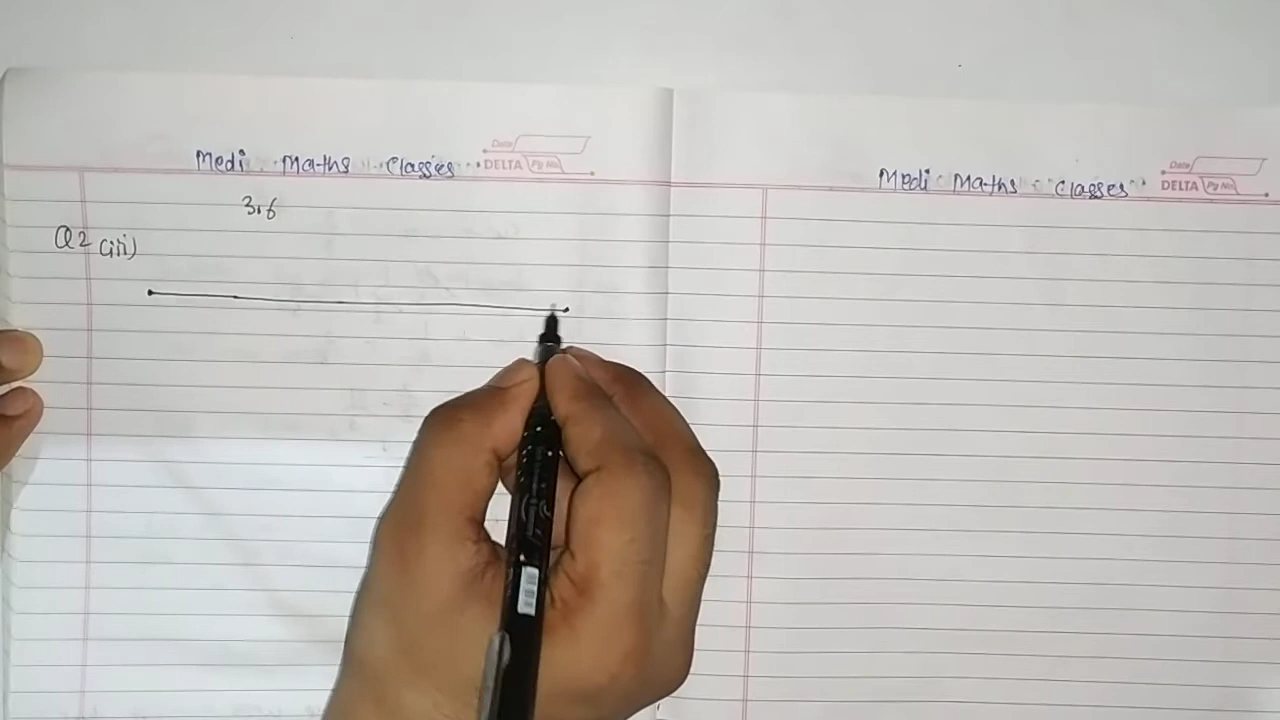 Date
Medi Maths Classes DELTA Pg No.
3.6
Q2 (iii)
Date
Medi Maths Classes DELTA Pg No.